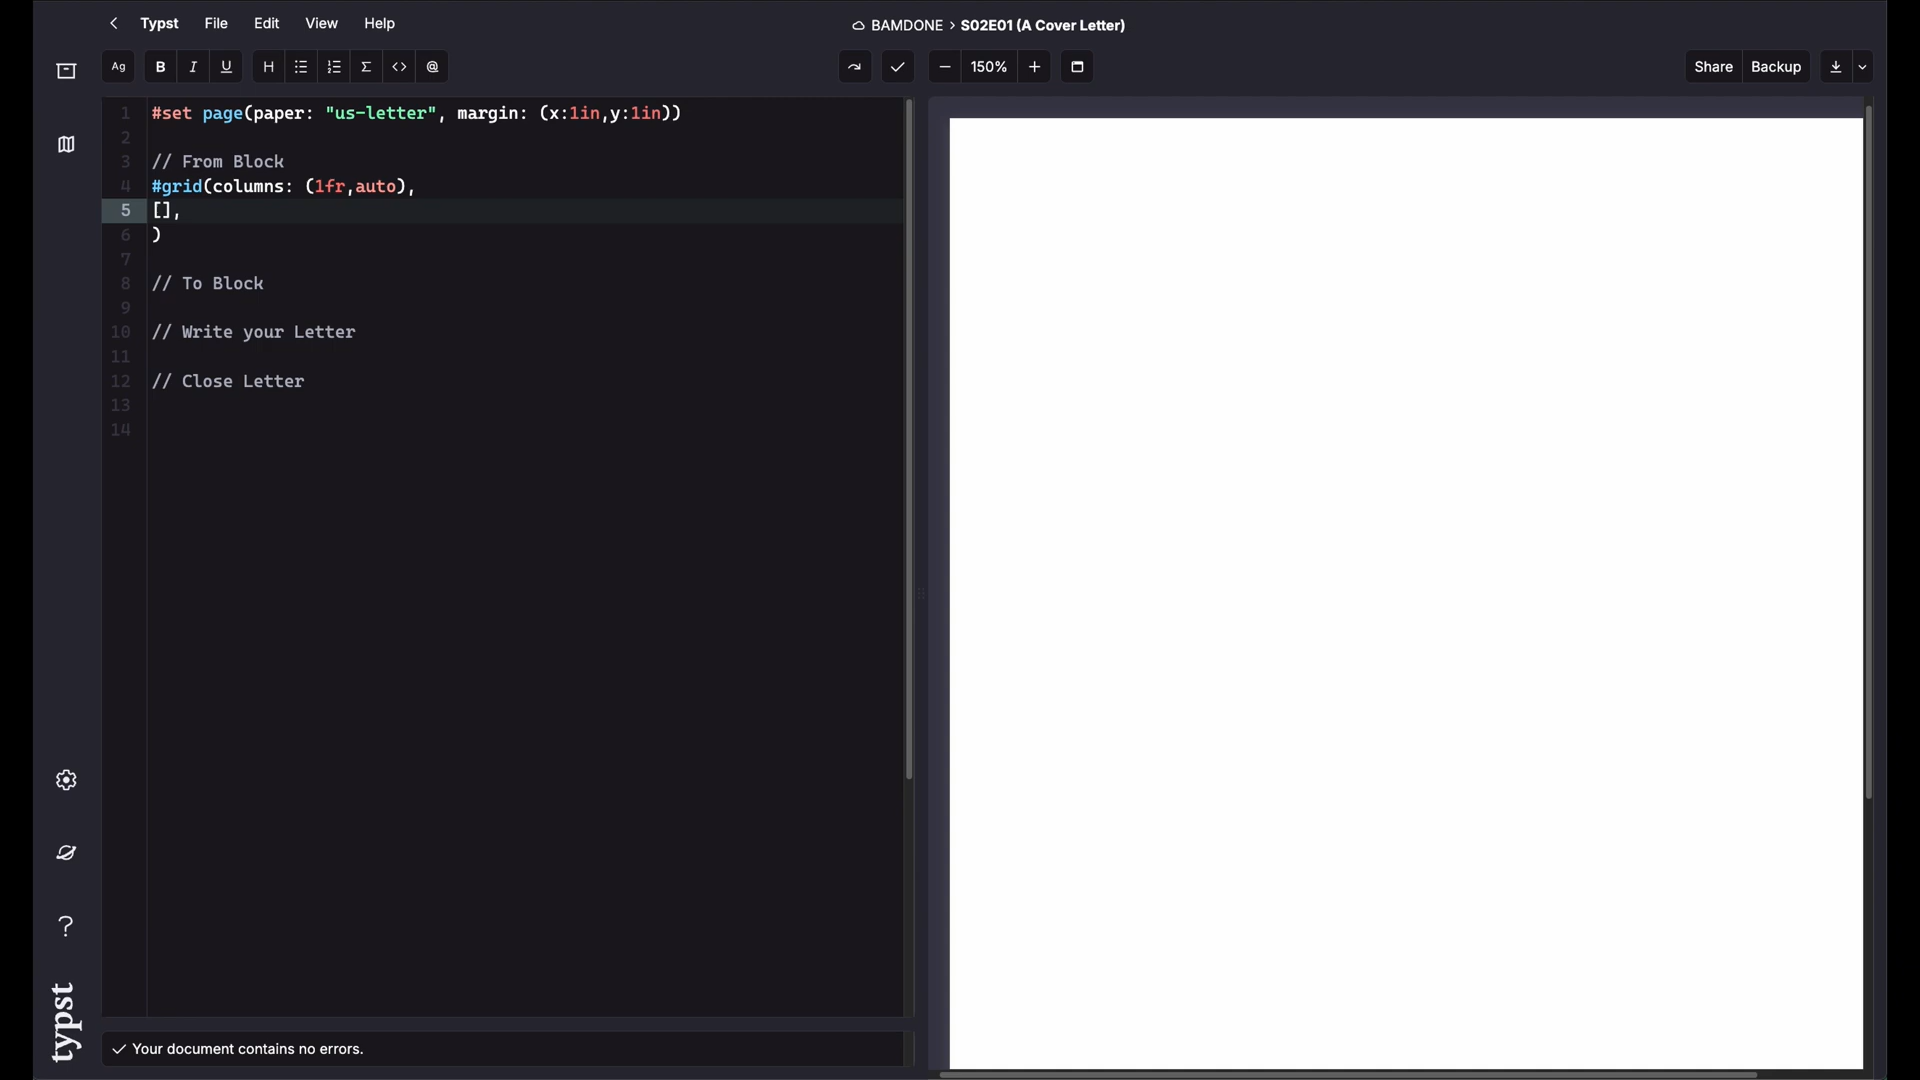 Typst File Edit View Help
BAMDONE › S02E01 (A Cover Letter)
Ag B I U H Σ <> @
150%
Share Backup
1 #set page(paper: "us-letter", margin: (x:1in,y:1in))
2
3 // From Block
4 #grid(columns: (1fr,auto),
5 [],
6 )
7
8 // To Block
9
10 // Write your Letter
11
12 // Close Letter
13
14
typst
Your document contains no errors.